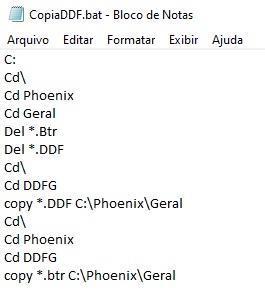 CopiaDDF.bat - Bloco de Notas
Arquivo Editar Formatar Exibir Ajuda
C:
Cd\
Cd Phoenix
Cd Geral
Del *.Btr
Del *.DDF
Cd\
Cd DDFG
copy *.DDF C:\Phoenix\Geral
Cd\
Cd Phoenix
Cd DDFG
copy *.btr C:\Phoenix\Geral